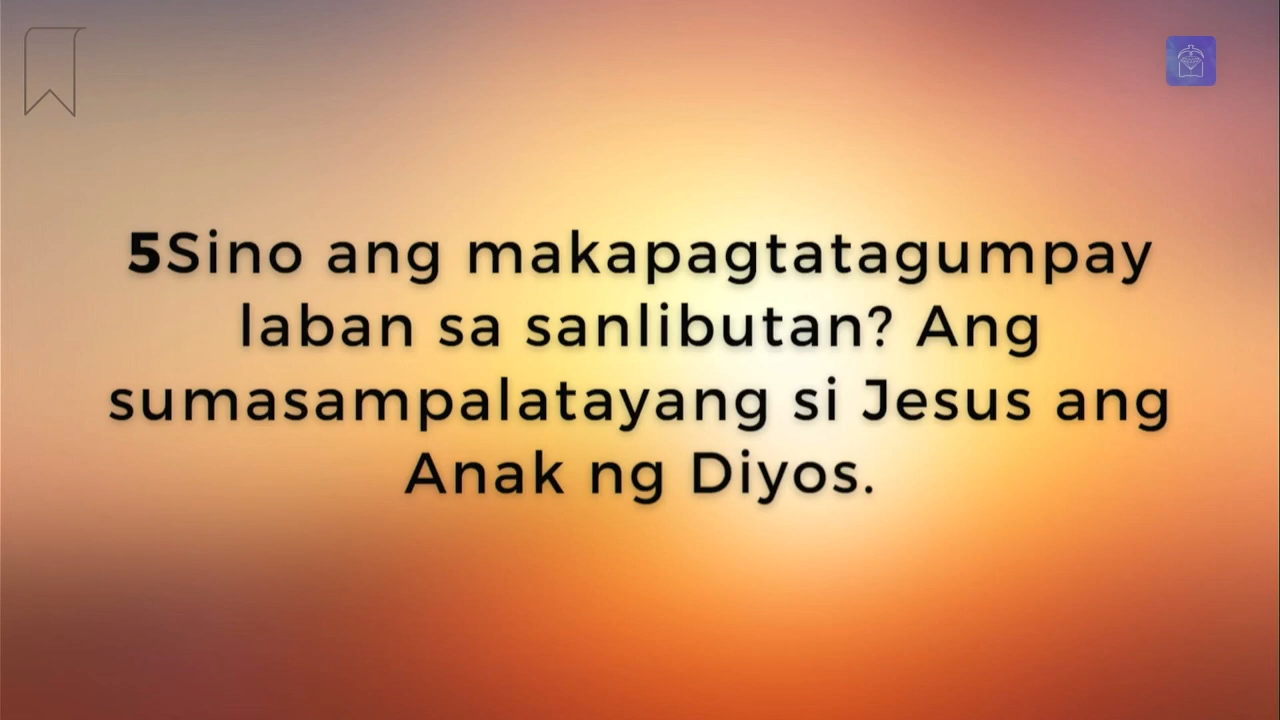 5Sino ang makapagtatagumpay
laban sa sanlibutan? Ang
sumasampalatayang si Jesus ang
Anak ng Diyos.